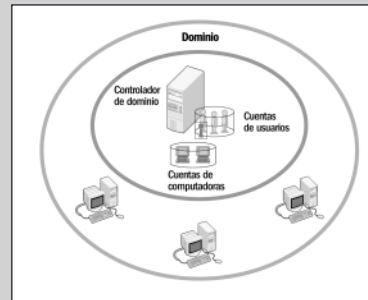 Dominio
Controlador
de dominio
Cuentas
de usuarios
Cuentas de
computadoras